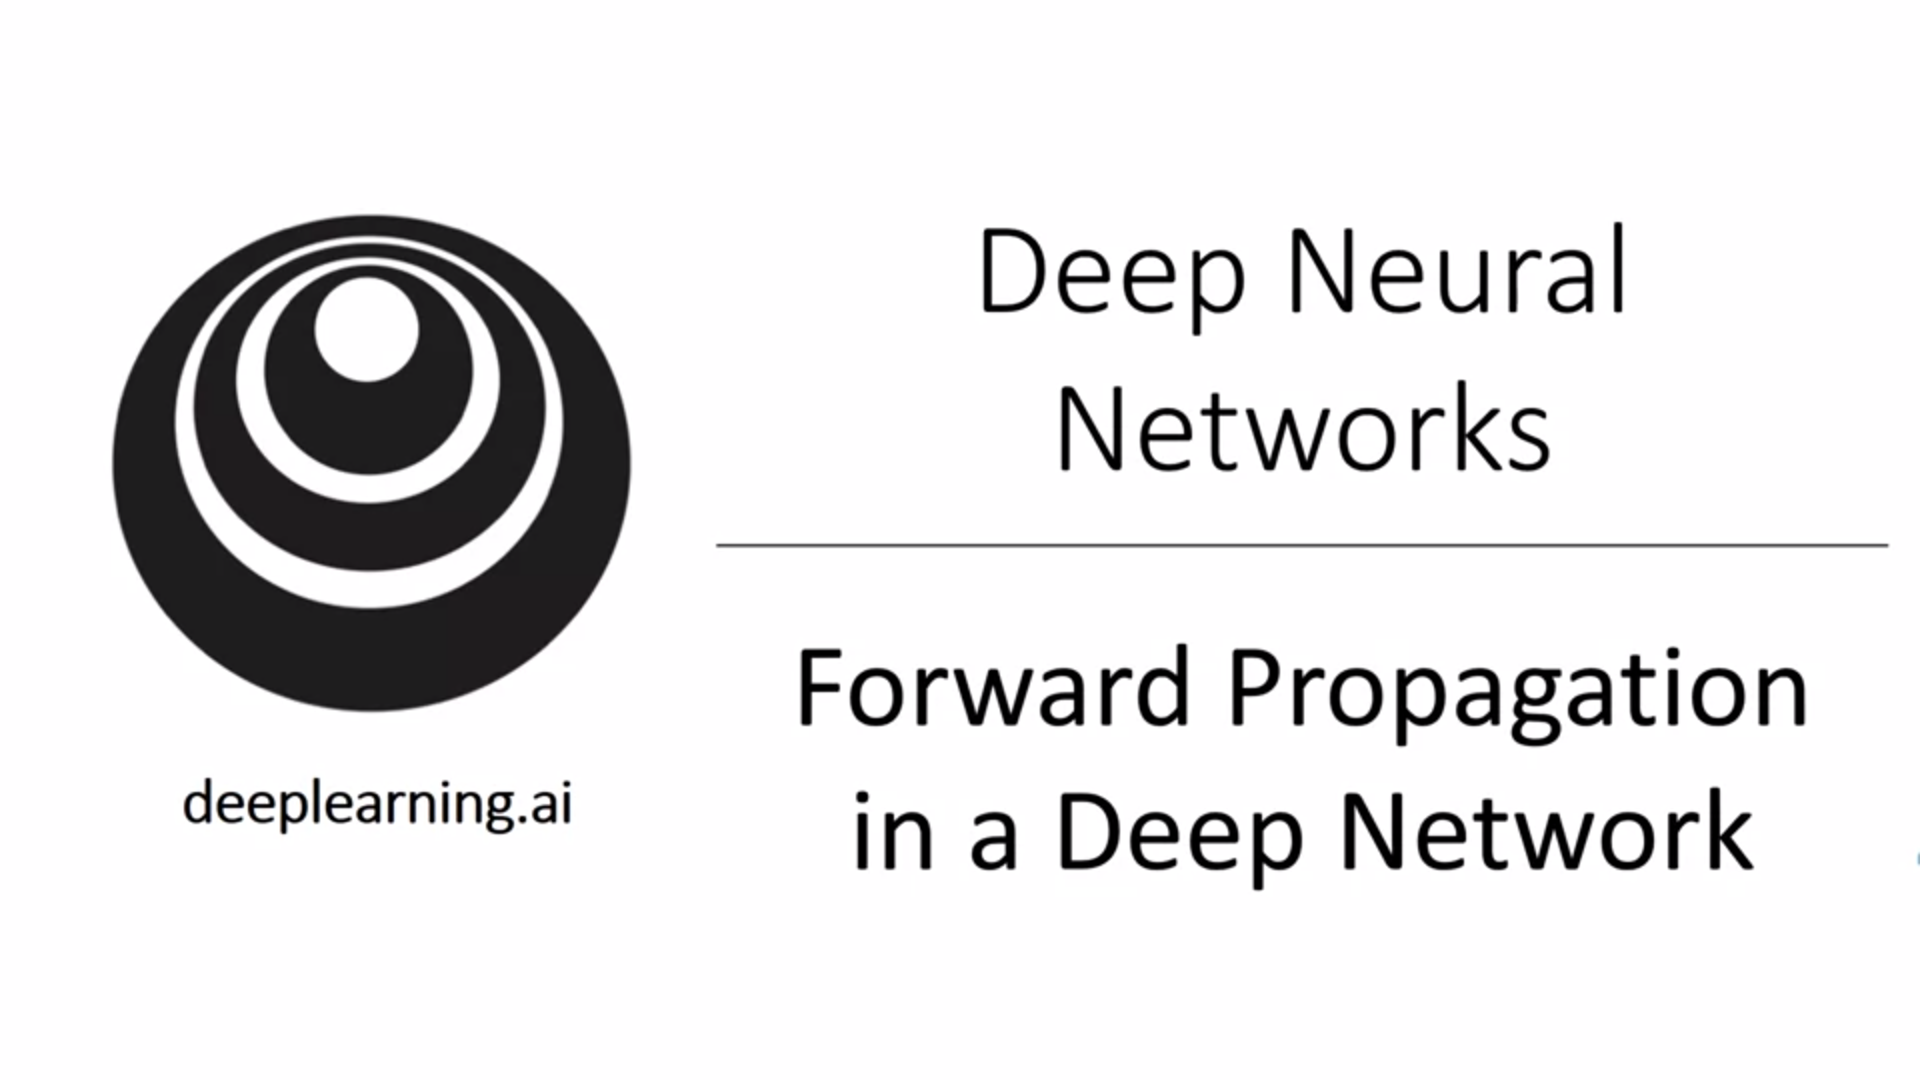 Deep Neural
Networks
Forward Propagation
in a Deep Network
deeplearning.ai